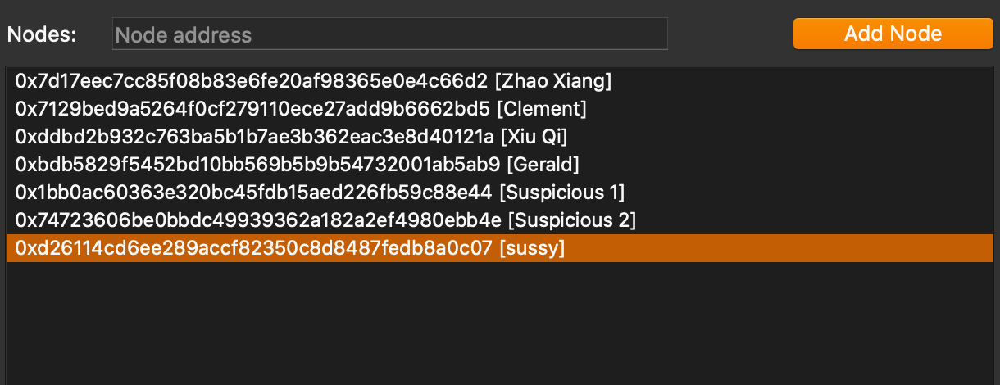 Nodes:
Node address
Add Node
0x7d17eec7cc85f08b83e6fe20af98365e0e4c66d2 [Zhao Xiang]
0x7129bed9a5264f0cf279110ece27add9b6662bd5 [Clement]
0xddbd2b932c763ba5b1b7ae3b362eac3e8d40121a [Xiu Qi]
0xbdb5829f5452bd10bb569b5b9b54732001ab5ab9 [Gerald]
0x1bb0ac60363e320bc45fdb15aed226fb59c88e44 [Suspicious 1]
0x74723606be0bbdc49939362a182a2ef4980ebb4e [Suspicious 2]
0xd26114cd6ee289accf82350c8d8487fedb8a0c07 [sussy]